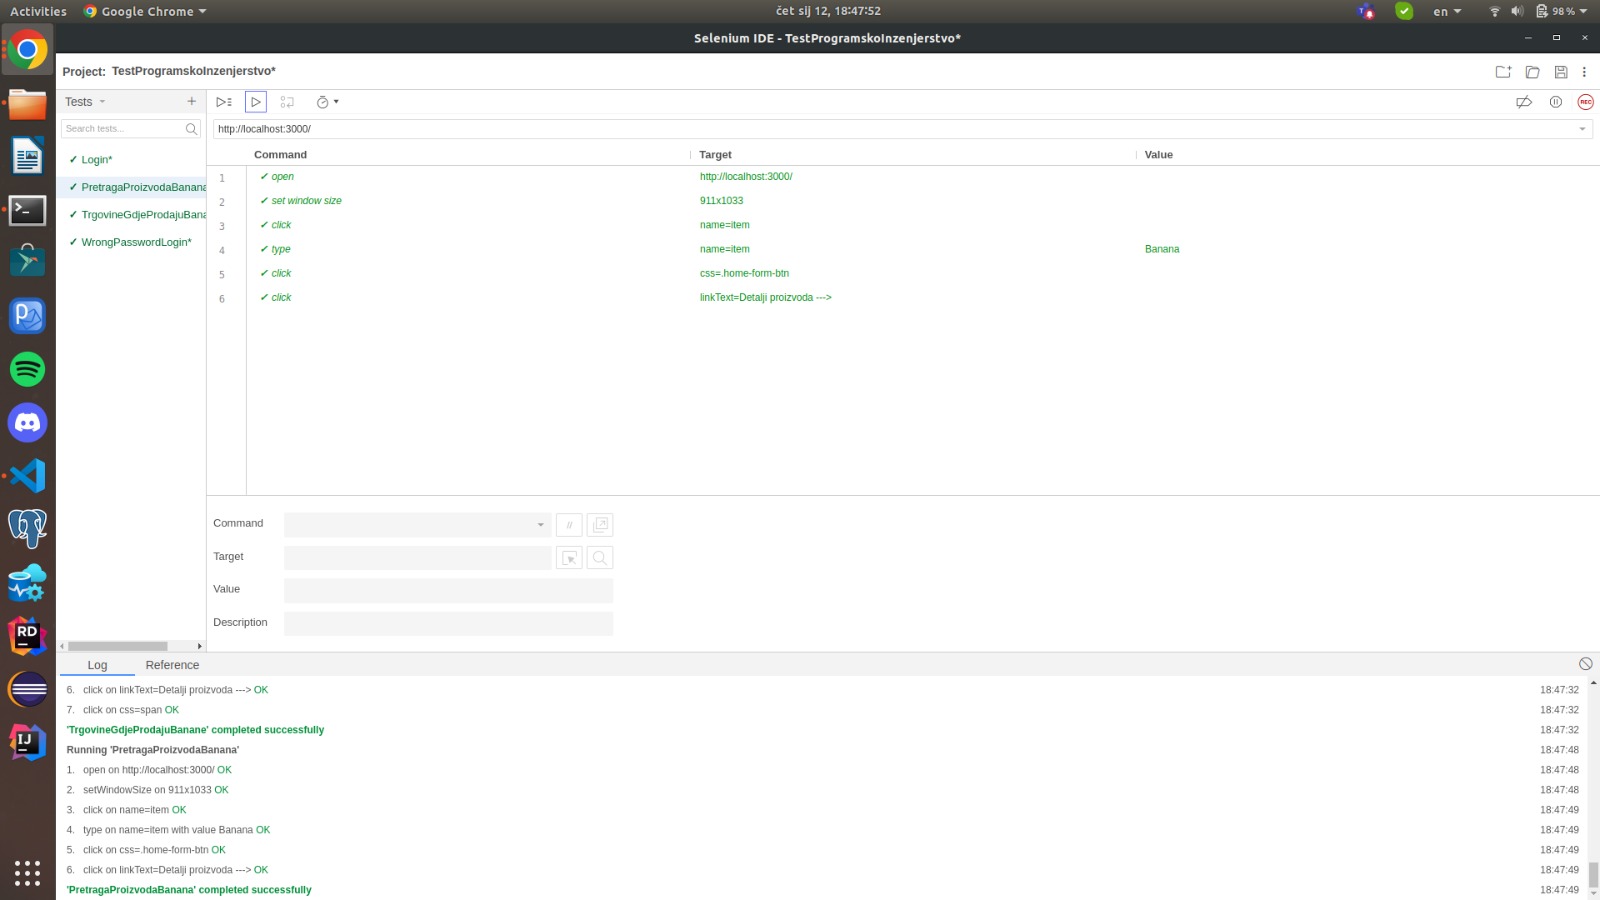 Activities Google Chrome čet sij 12, 18:47:52 en 98 %
Selenium IDE - TestProgramskoInzenjerstvo*
Project: TestProgramskoInzenjerstvo*
Tests +
REC
Search tests...
http://localhost:3000/
Command Target Value
✓ Login*
✓ PretragaProizvodaBanana
✓ TrgovineGdjeProdajuBana
✓ WrongPasswordLogin*
1 ✓ open http://localhost:3000/
2 ✓ set window size 911x1033
3 ✓ click name=item
4 ✓ type name=item Banana
5 ✓ click css=.home-form-btn
6 ✓ click linkText=Detalji proizvoda --->
Command //
Target
Value
Description
Log Reference
6. click on linkText=Detalji proizvoda ---> OK 18:47:32
7. click on css=span OK 18:47:32
'TrgovineGdjeProdajuBanane' completed successfully 18:47:32
Running 'PretragaProizvodaBanana' 18:47:48
1. open on http://localhost:3000/ OK 18:47:48
2. setWindowSize on 911x1033 OK 18:47:48
3. click on name=item OK 18:47:49
4. type on name=item with value Banana OK 18:47:49
5. click on css=.home-form-btn OK 18:47:49
6. click on linkText=Detalji proizvoda ---> OK 18:47:49
'PretragaProizvodaBanana' completed successfully 18:47:49
RD
IJ